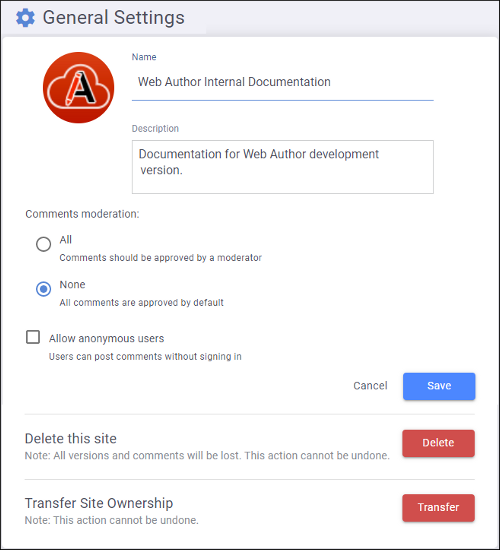 General Settings
Name
Web Author Internal Documentation
Description
Documentation for Web Author development
version.
Comments moderation:
All
Comments should be approved by a moderator
None
All comments are approved by default
Allow anonymous users
Users can post comments without signing in
Cancel
Save
Delete this site
Delete
Note: All versions and comments will be lost. This action cannot be undone.
Transfer Site Ownership
Transfer
Note: This action cannot be undone.